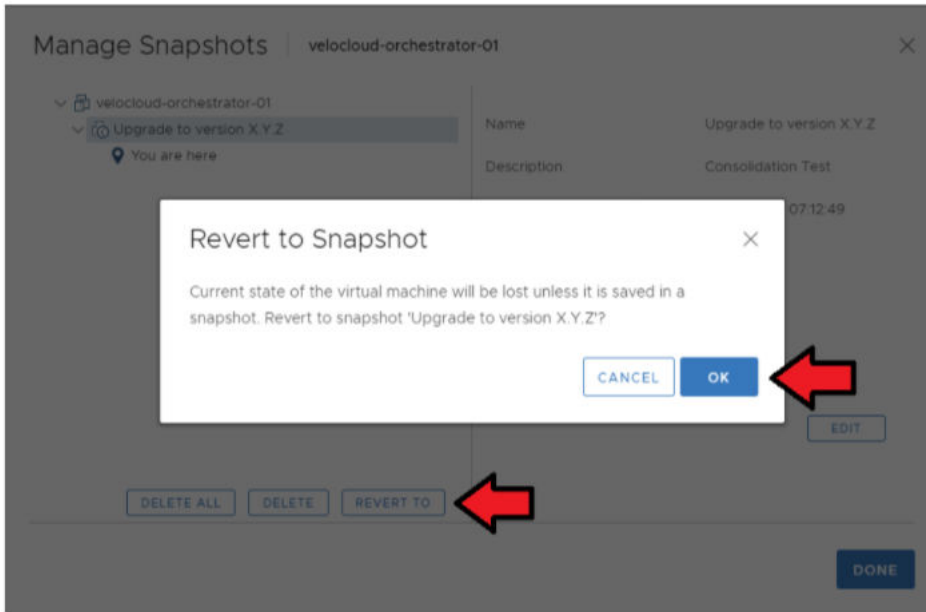 Manage Snapshots velocloud-orchestrator-01
velocloud-orchestrator-01
Upgrade to version X.Y.Z
You are here
Name Upgrade to version X.Y.Z
Description Consolidation Test
07:12:49
Revert to Snapshot
Current state of the virtual machine will be lost unless it is saved in a
snapshot. Revert to snapshot 'Upgrade to version X.Y.Z'?
CANCEL OK
EDIT
DELETE ALL DELETE REVERT TO
DONE